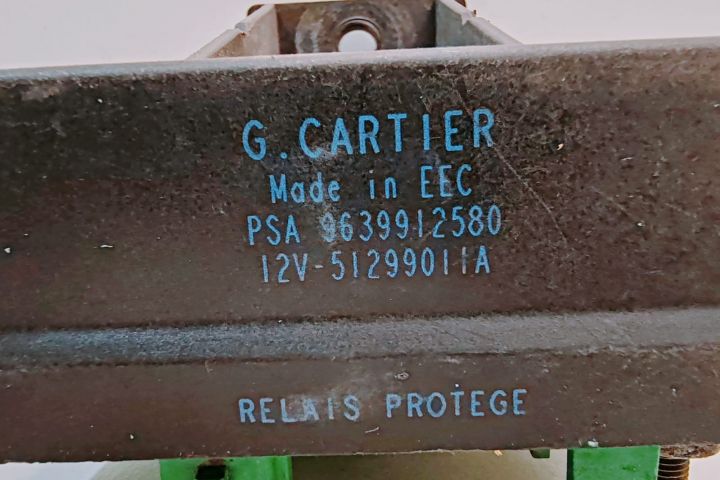 G. CARTIER
Made in EEC
PSA 9639912580
12V-51299011A
RELAIS PROTEGE